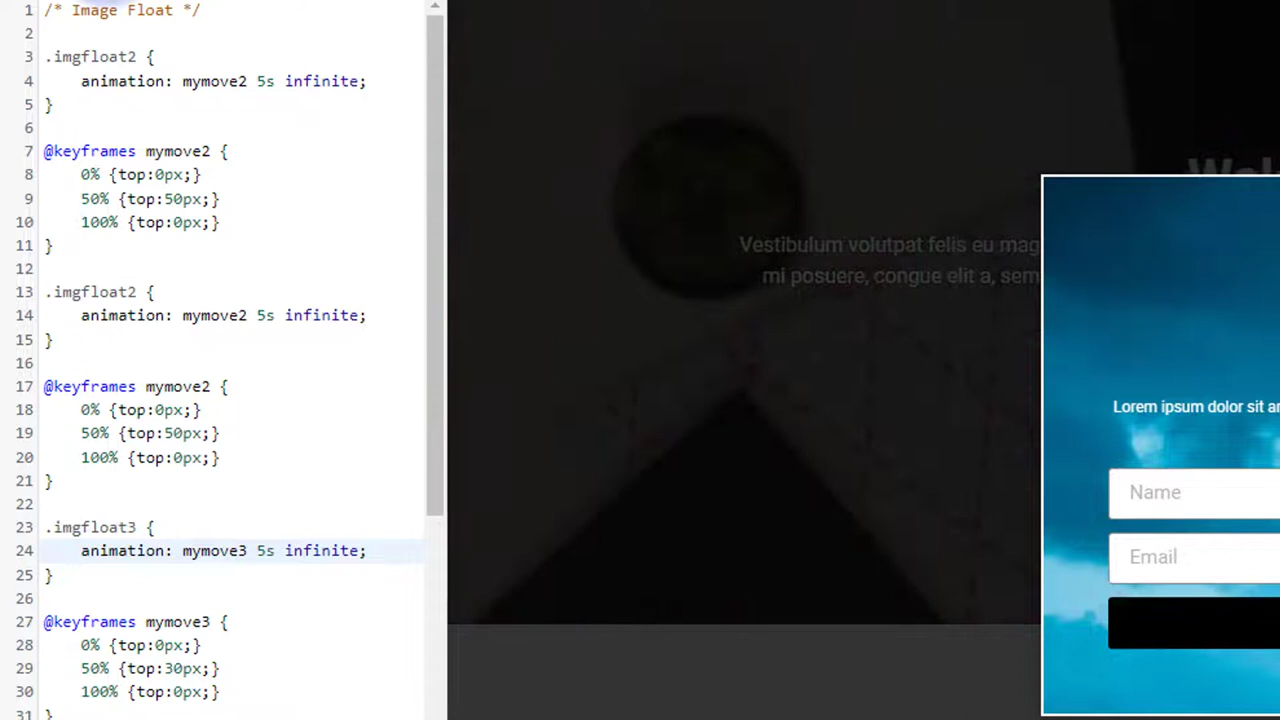 1 /* Image Float */
2
3 .imgfloat2 {
4 animation: mymove2 5s infinite;
5 }
6
7 @keyframes mymove2 {
8 0% {top:0px;}
9 50% {top:50px;}
10 100% {top:0px;}
11 }
12
13 .imgfloat2 {
14 animation: mymove2 5s infinite;
15 }
16
17 @keyframes mymove2 {
18 0% {top:0px;}
19 50% {top:50px;}
20 100% {top:0px;}
21 }
22
23 .imgfloat3 {
24 animation: mymove3 5s infinite;
25 }
26
27 @keyframes mymove3 {
28 0% {top:0px;}
29 50% {top:30px;}
30 100% {top:0px;}
31 }
Vestibulum volutpat felis eu mag
mi posuere, congue elit a, sem
Lorem ipsum dolor sit
Name
Email